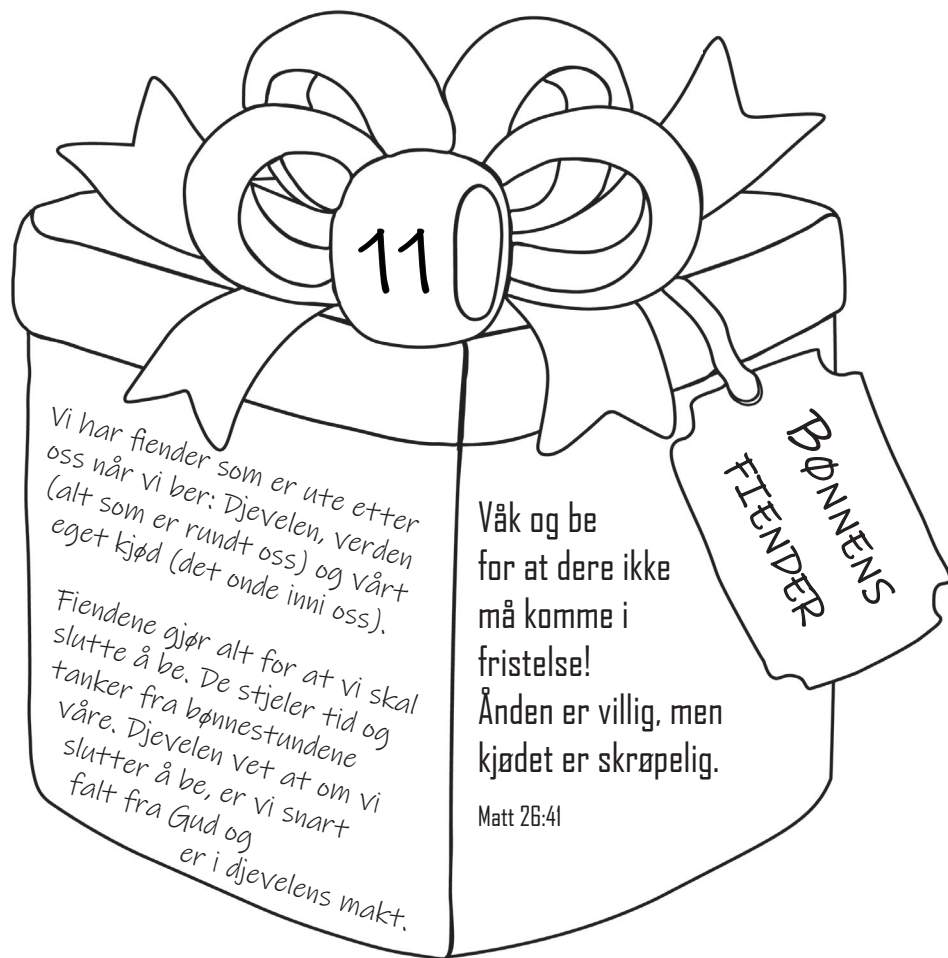 11
BØNNENS
FIENDER
Vi har fiender som er ute etter
oss når vi ber: Djevelen, verden
(alt som er rundt oss) og vårt
eget kjød (det onde inni oss).
Fiendene gjør alt for at vi skal
slutte å be. De stjeler tid og
tanker fra bønnestundene
våre. Djevelen vet at om vi
slutter å be, er vi snart
falt fra Gud og
er i djevelens makt.
Våk og be
for at dere ikke
må komme i
fristelse!
Ånden er villig, men
kjødet er skrøpelig.
Matt 26:41